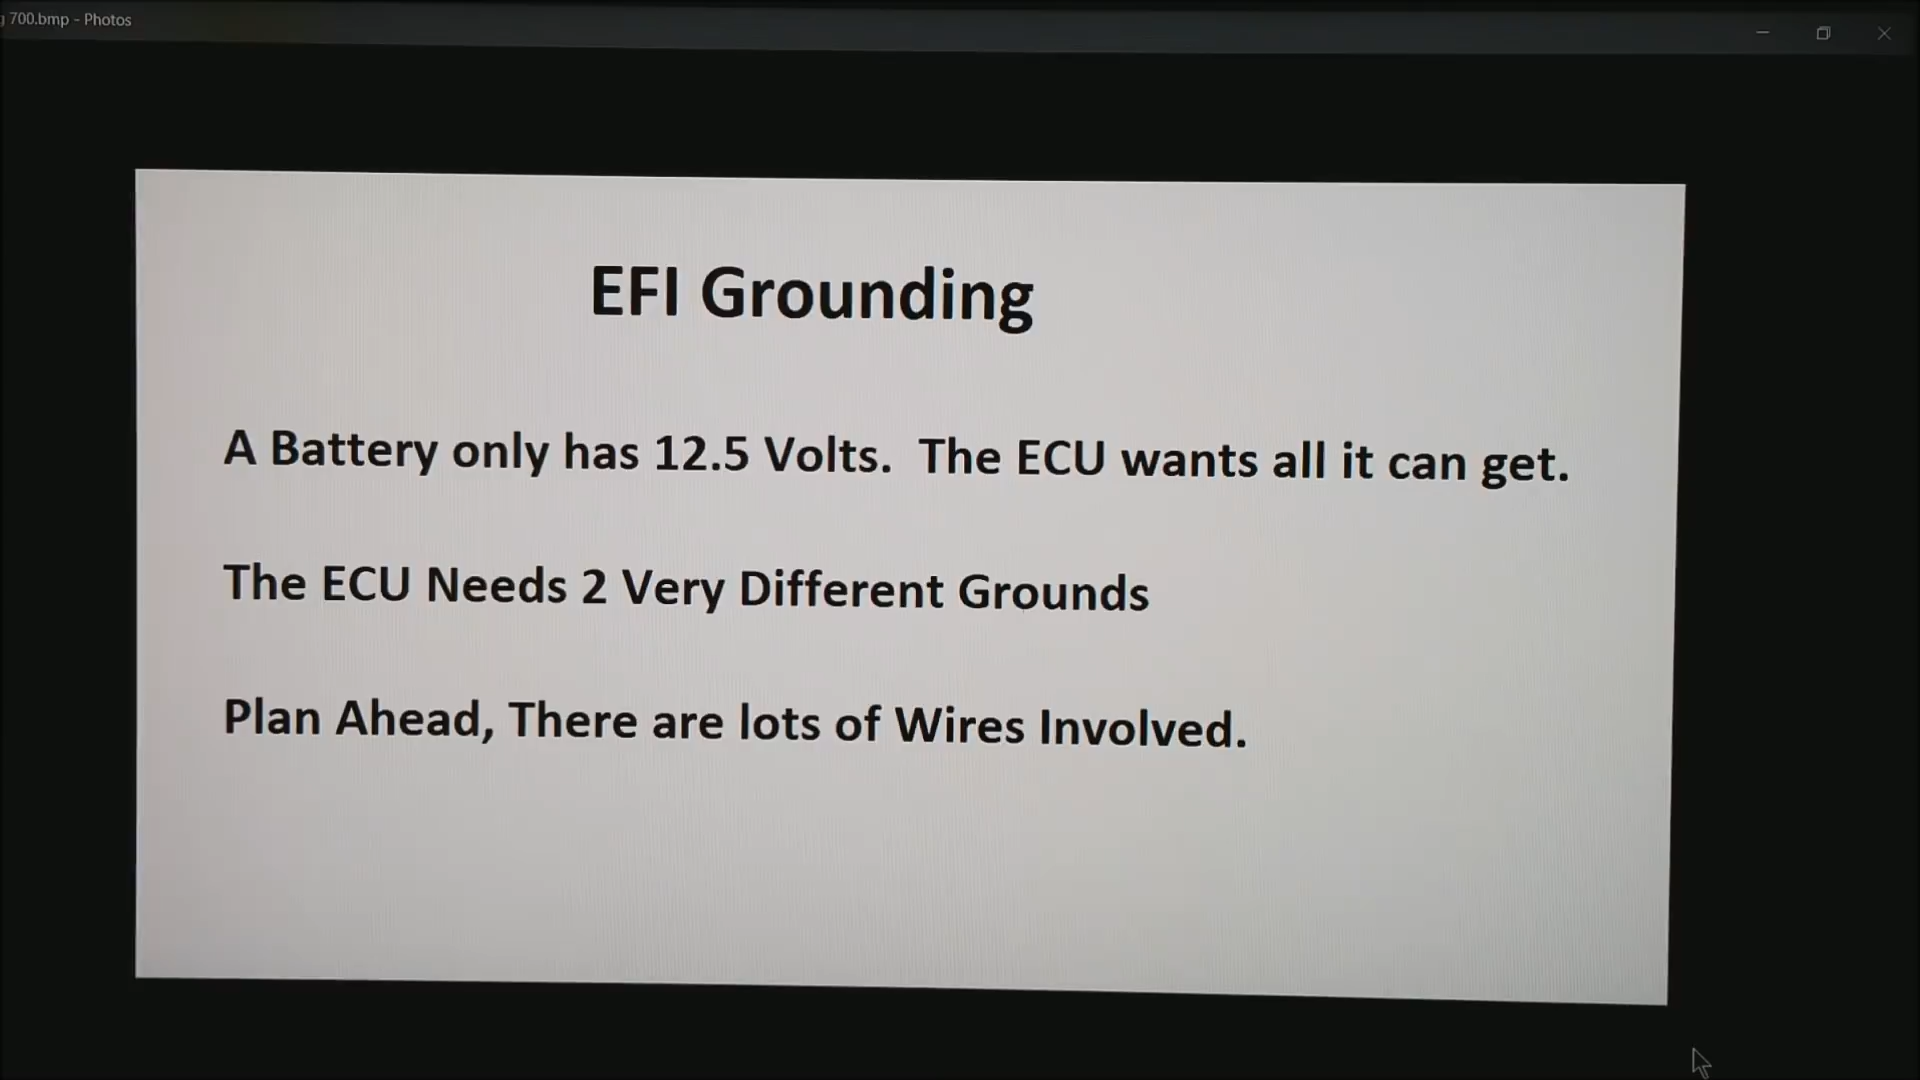 700.bmp - Photos
EFI Grounding
A Battery only has 12.5 Volts. The ECU wants all it can get.
The ECU Needs 2 Very Different Grounds
Plan Ahead, There are lots of Wires Involved.